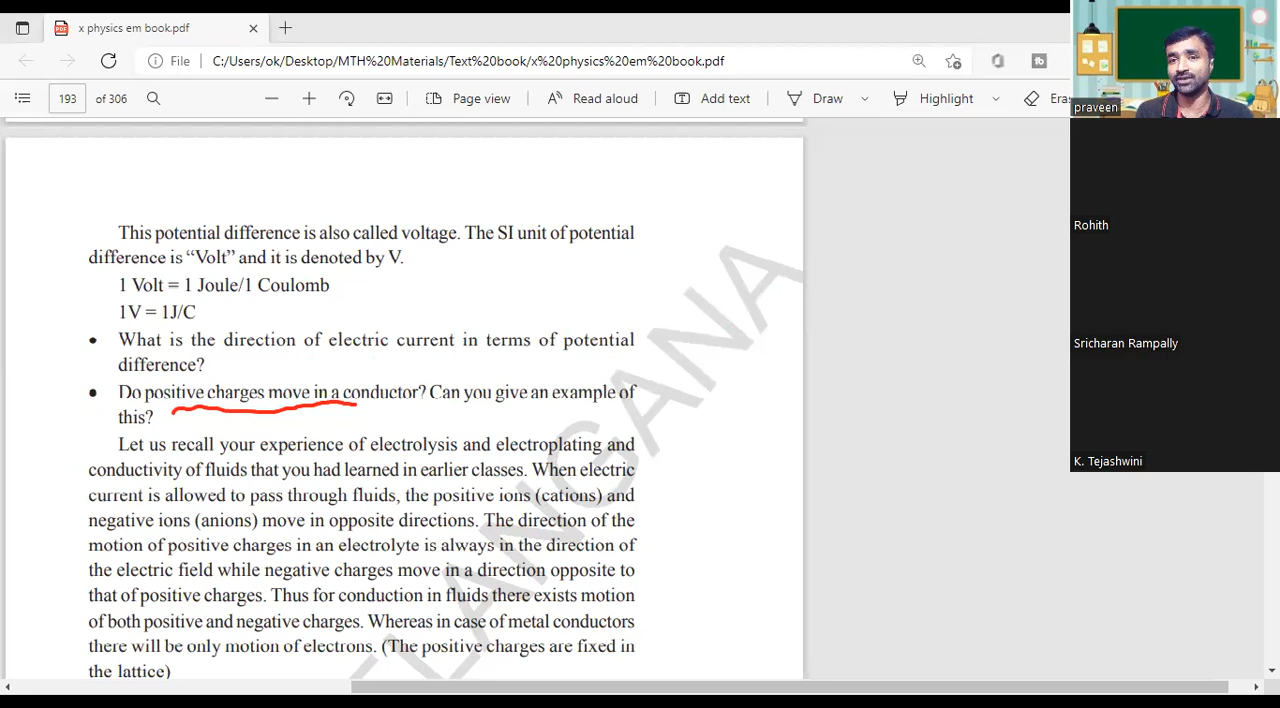 x physics em book.pdf
File C:/Users/ok/Desktop/MTH%20Materials/Text%20book/x%20physics%20em%20book.pdf
193 of 306 Page view Read aloud Add text Draw Highlight Eras
This potential difference is also called voltage. The SI unit of potential
difference is “Volt” and it is denoted by V.
1 Volt = 1 Joule/1 Coulomb
1V = 1J/C
• What is the direction of electric current in terms of potential
difference?
• Do positive charges move in a conductor? Can you give an example of
this?
Let us recall your experience of electrolysis and electroplating and
conductivity of fluids that you had learned in earlier classes. When electric
current is allowed to pass through fluids, the positive ions (cations) and
negative ions (anions) move in opposite directions. The direction of the
motion of positive charges in an electrolyte is always in the direction of
the electric field while negative charges move in a direction opposite to
that of positive charges. Thus for conduction in fluids there exists motion
of both positive and negative charges. Whereas in case of metal conductors
there will be only motion of electrons. (The positive charges are fixed in
the lattice)
ELANGANA
praveen
Rohith
Sricharan Rampally
K. Tejashwini